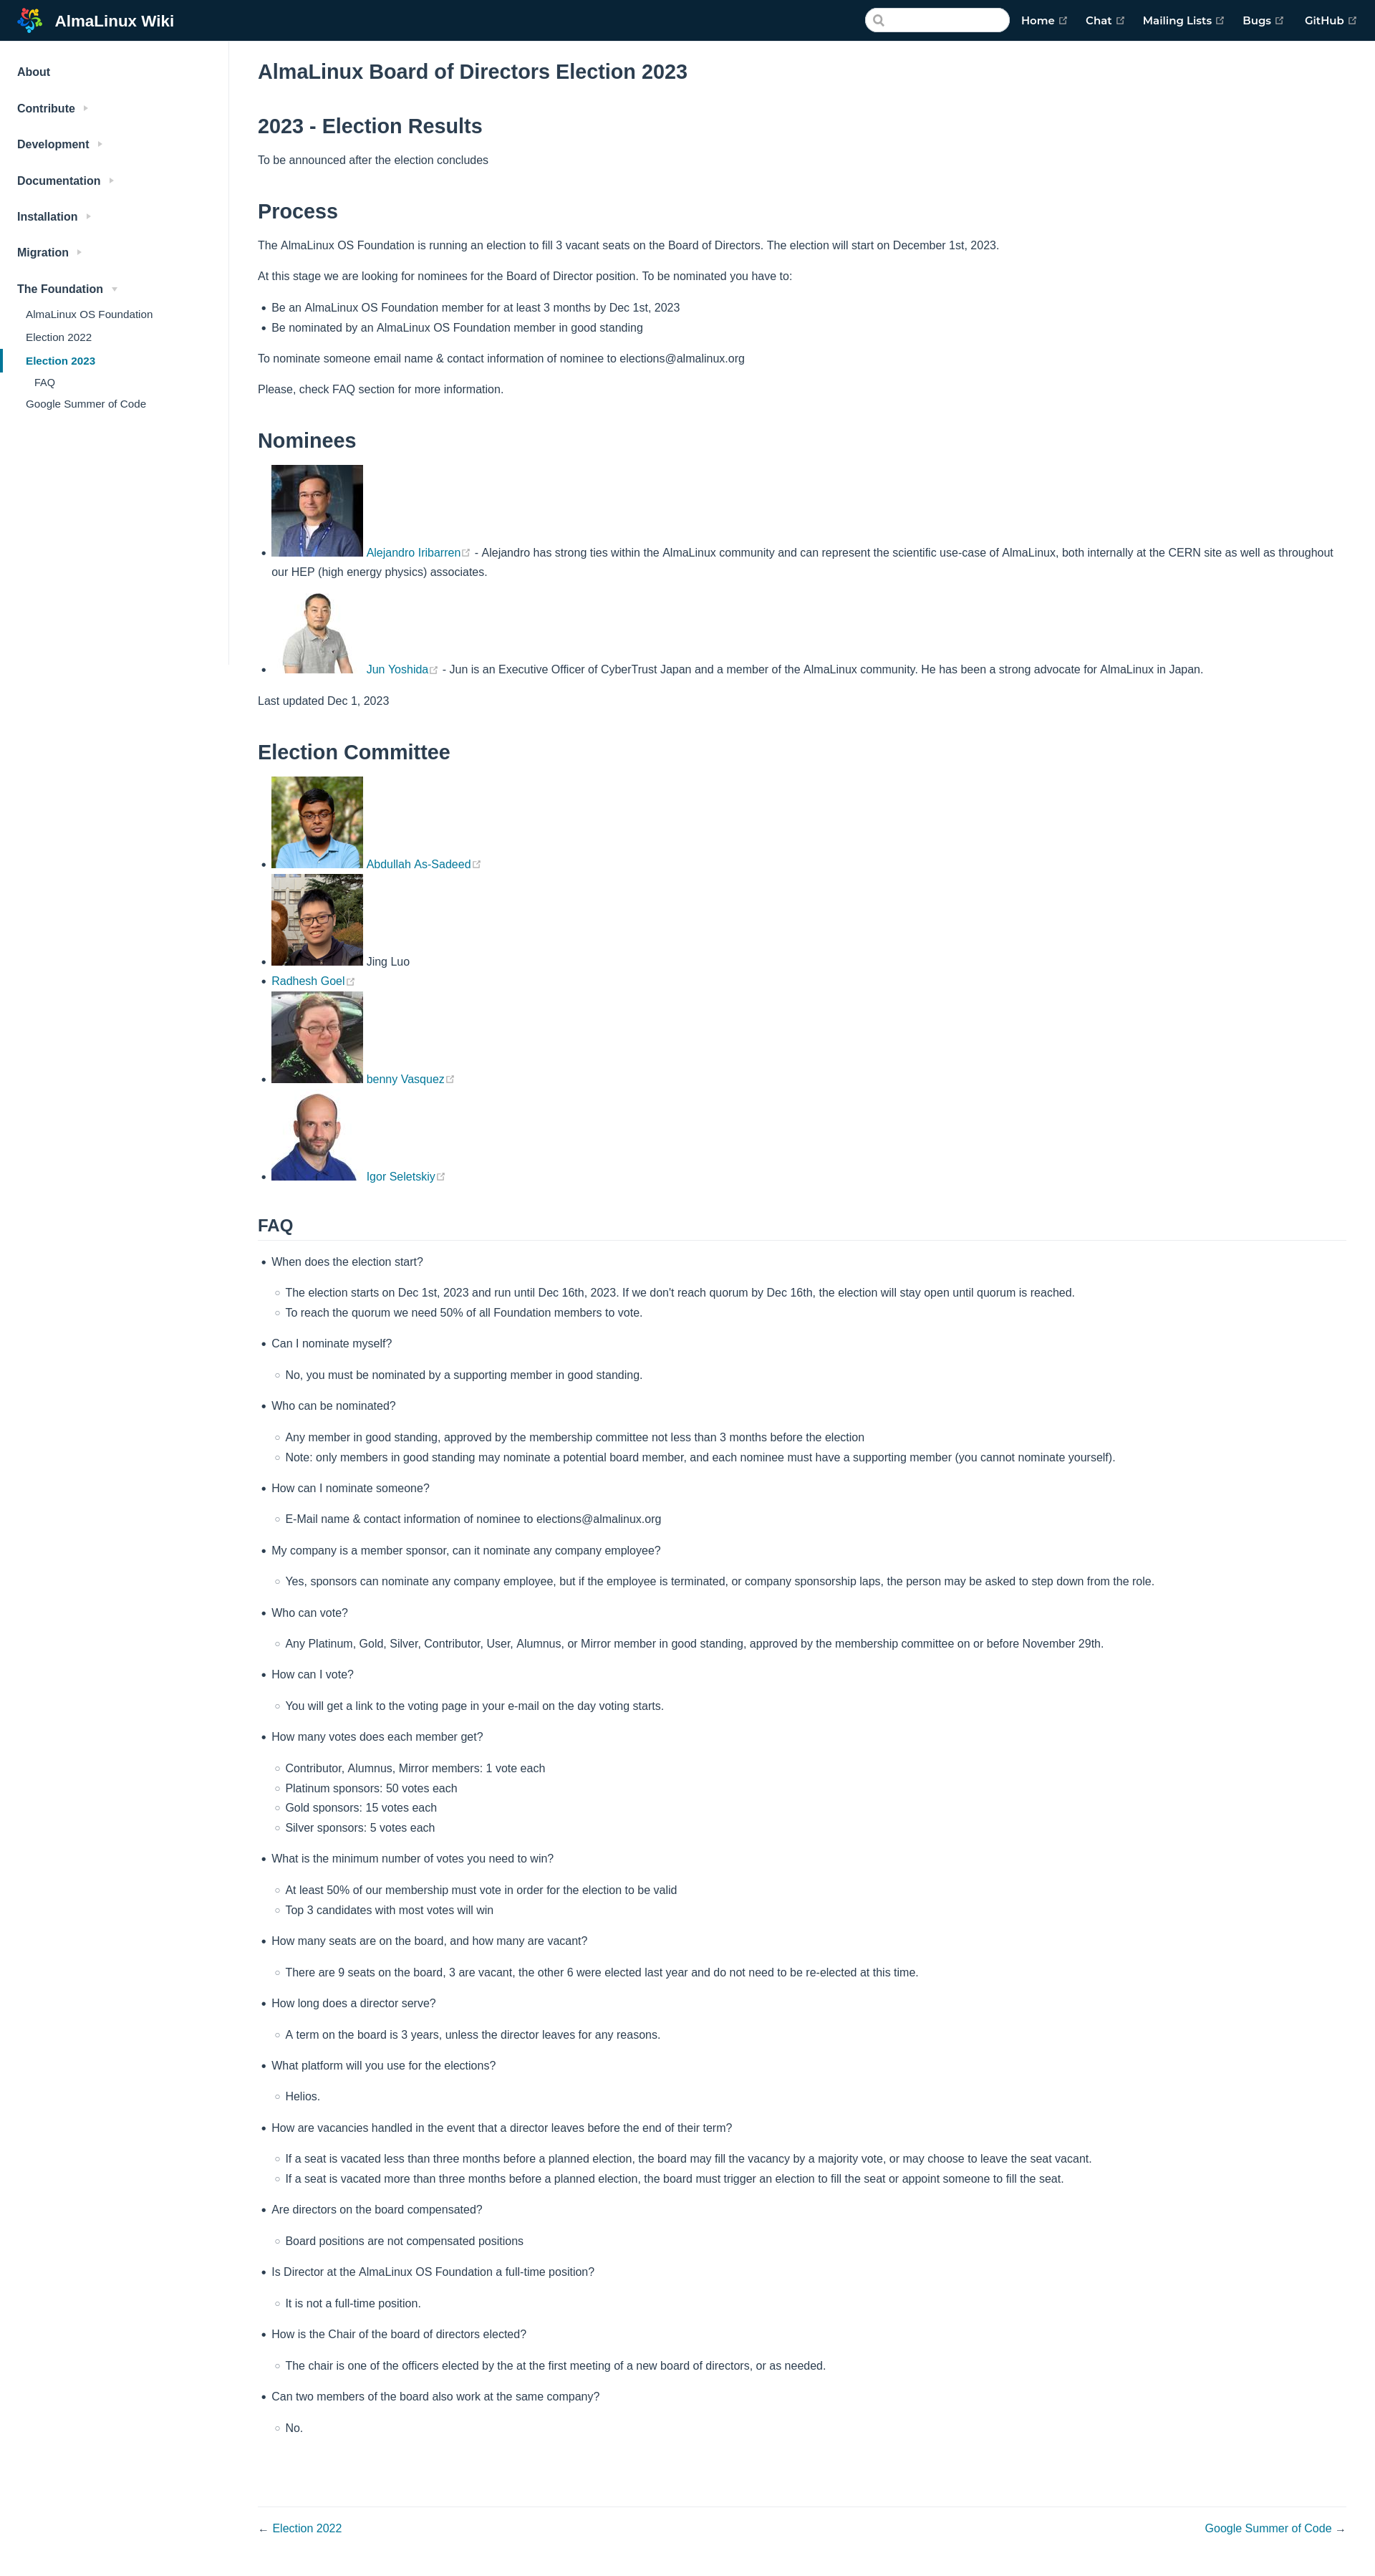 AlmaLinux Wiki
Home
Chat
Mailing Lists
Bugs
GitHub
About
Contribute
Development
Documentation
Installation
Migration
The Foundation
AlmaLinux OS Foundation
Election 2022
Election 2023
FAQ
Google Summer of Code
AlmaLinux Board of Directors Election 2023
2023 - Election Results
To be announced after the election concludes
Process
The AlmaLinux OS Foundation is running an election to fill 3 vacant seats on the Board of Directors. The election will start on December 1st, 2023.
At this stage we are looking for nominees for the Board of Director position. To be nominated you have to:
Be an AlmaLinux OS Foundation member for at least 3 months by Dec 1st, 2023
Be nominated by an AlmaLinux OS Foundation member in good standing
To nominate someone email name & contact information of nominee to elections@almalinux.org
Please, check FAQ section for more information.
Nominees
Alejandro Iribarren - Alejandro has strong ties within the AlmaLinux community and can represent the scientific use-case of AlmaLinux, both internally at the CERN site as well as throughout
our HEP (high energy physics) associates.
Jun Yoshida - Jun is an Executive Officer of CyberTrust Japan and a member of the AlmaLinux community. He has been a strong advocate for AlmaLinux in Japan.
Last updated Dec 1, 2023
Election Committee
Abdullah As-Sadeed
Jing Luo
Radhesh Goel
benny Vasquez
Igor Seletskiy
FAQ
When does the election start?
The election starts on Dec 1st, 2023 and run until Dec 16th, 2023. If we don't reach quorum by Dec 16th, the election will stay open until quorum is reached.
To reach the quorum we need 50% of all Foundation members to vote.
Can I nominate myself?
No, you must be nominated by a supporting member in good standing.
Who can be nominated?
Any member in good standing, approved by the membership committee not less than 3 months before the election
Note: only members in good standing may nominate a potential board member, and each nominee must have a supporting member (you cannot nominate yourself).
How can I nominate someone?
E-Mail name & contact information of nominee to elections@almalinux.org
My company is a member sponsor, can it nominate any company employee?
Yes, sponsors can nominate any company employee, but if the employee is terminated, or company sponsorship laps, the person may be asked to step down from the role.
Who can vote?
Any Platinum, Gold, Silver, Contributor, User, Alumnus, or Mirror member in good standing, approved by the membership committee on or before November 29th.
How can I vote?
You will get a link to the voting page in your e-mail on the day voting starts.
How many votes does each member get?
Contributor, Alumnus, Mirror members: 1 vote each
Platinum sponsors: 50 votes each
Gold sponsors: 15 votes each
Silver sponsors: 5 votes each
What is the minimum number of votes you need to win?
At least 50% of our membership must vote in order for the election to be valid
Top 3 candidates with most votes will win
How many seats are on the board, and how many are vacant?
There are 9 seats on the board, 3 are vacant, the other 6 were elected last year and do not need to be re-elected at this time.
How long does a director serve?
A term on the board is 3 years, unless the director leaves for any reasons.
What platform will you use for the elections?
Helios.
How are vacancies handled in the event that a director leaves before the end of their term?
If a seat is vacated less than three months before a planned election, the board may fill the vacancy by a majority vote, or may choose to leave the seat vacant.
If a seat is vacated more than three months before a planned election, the board must trigger an election to fill the seat or appoint someone to fill the seat.
Are directors on the board compensated?
Board positions are not compensated positions
Is Director at the AlmaLinux OS Foundation a full-time position?
It is not a full-time position.
How is the Chair of the board of directors elected?
The chair is one of the officers elected by the at the first meeting of a new board of directors, or as needed.
Can two members of the board also work at the same company?
No.
← Election 2022
Google Summer of Code →